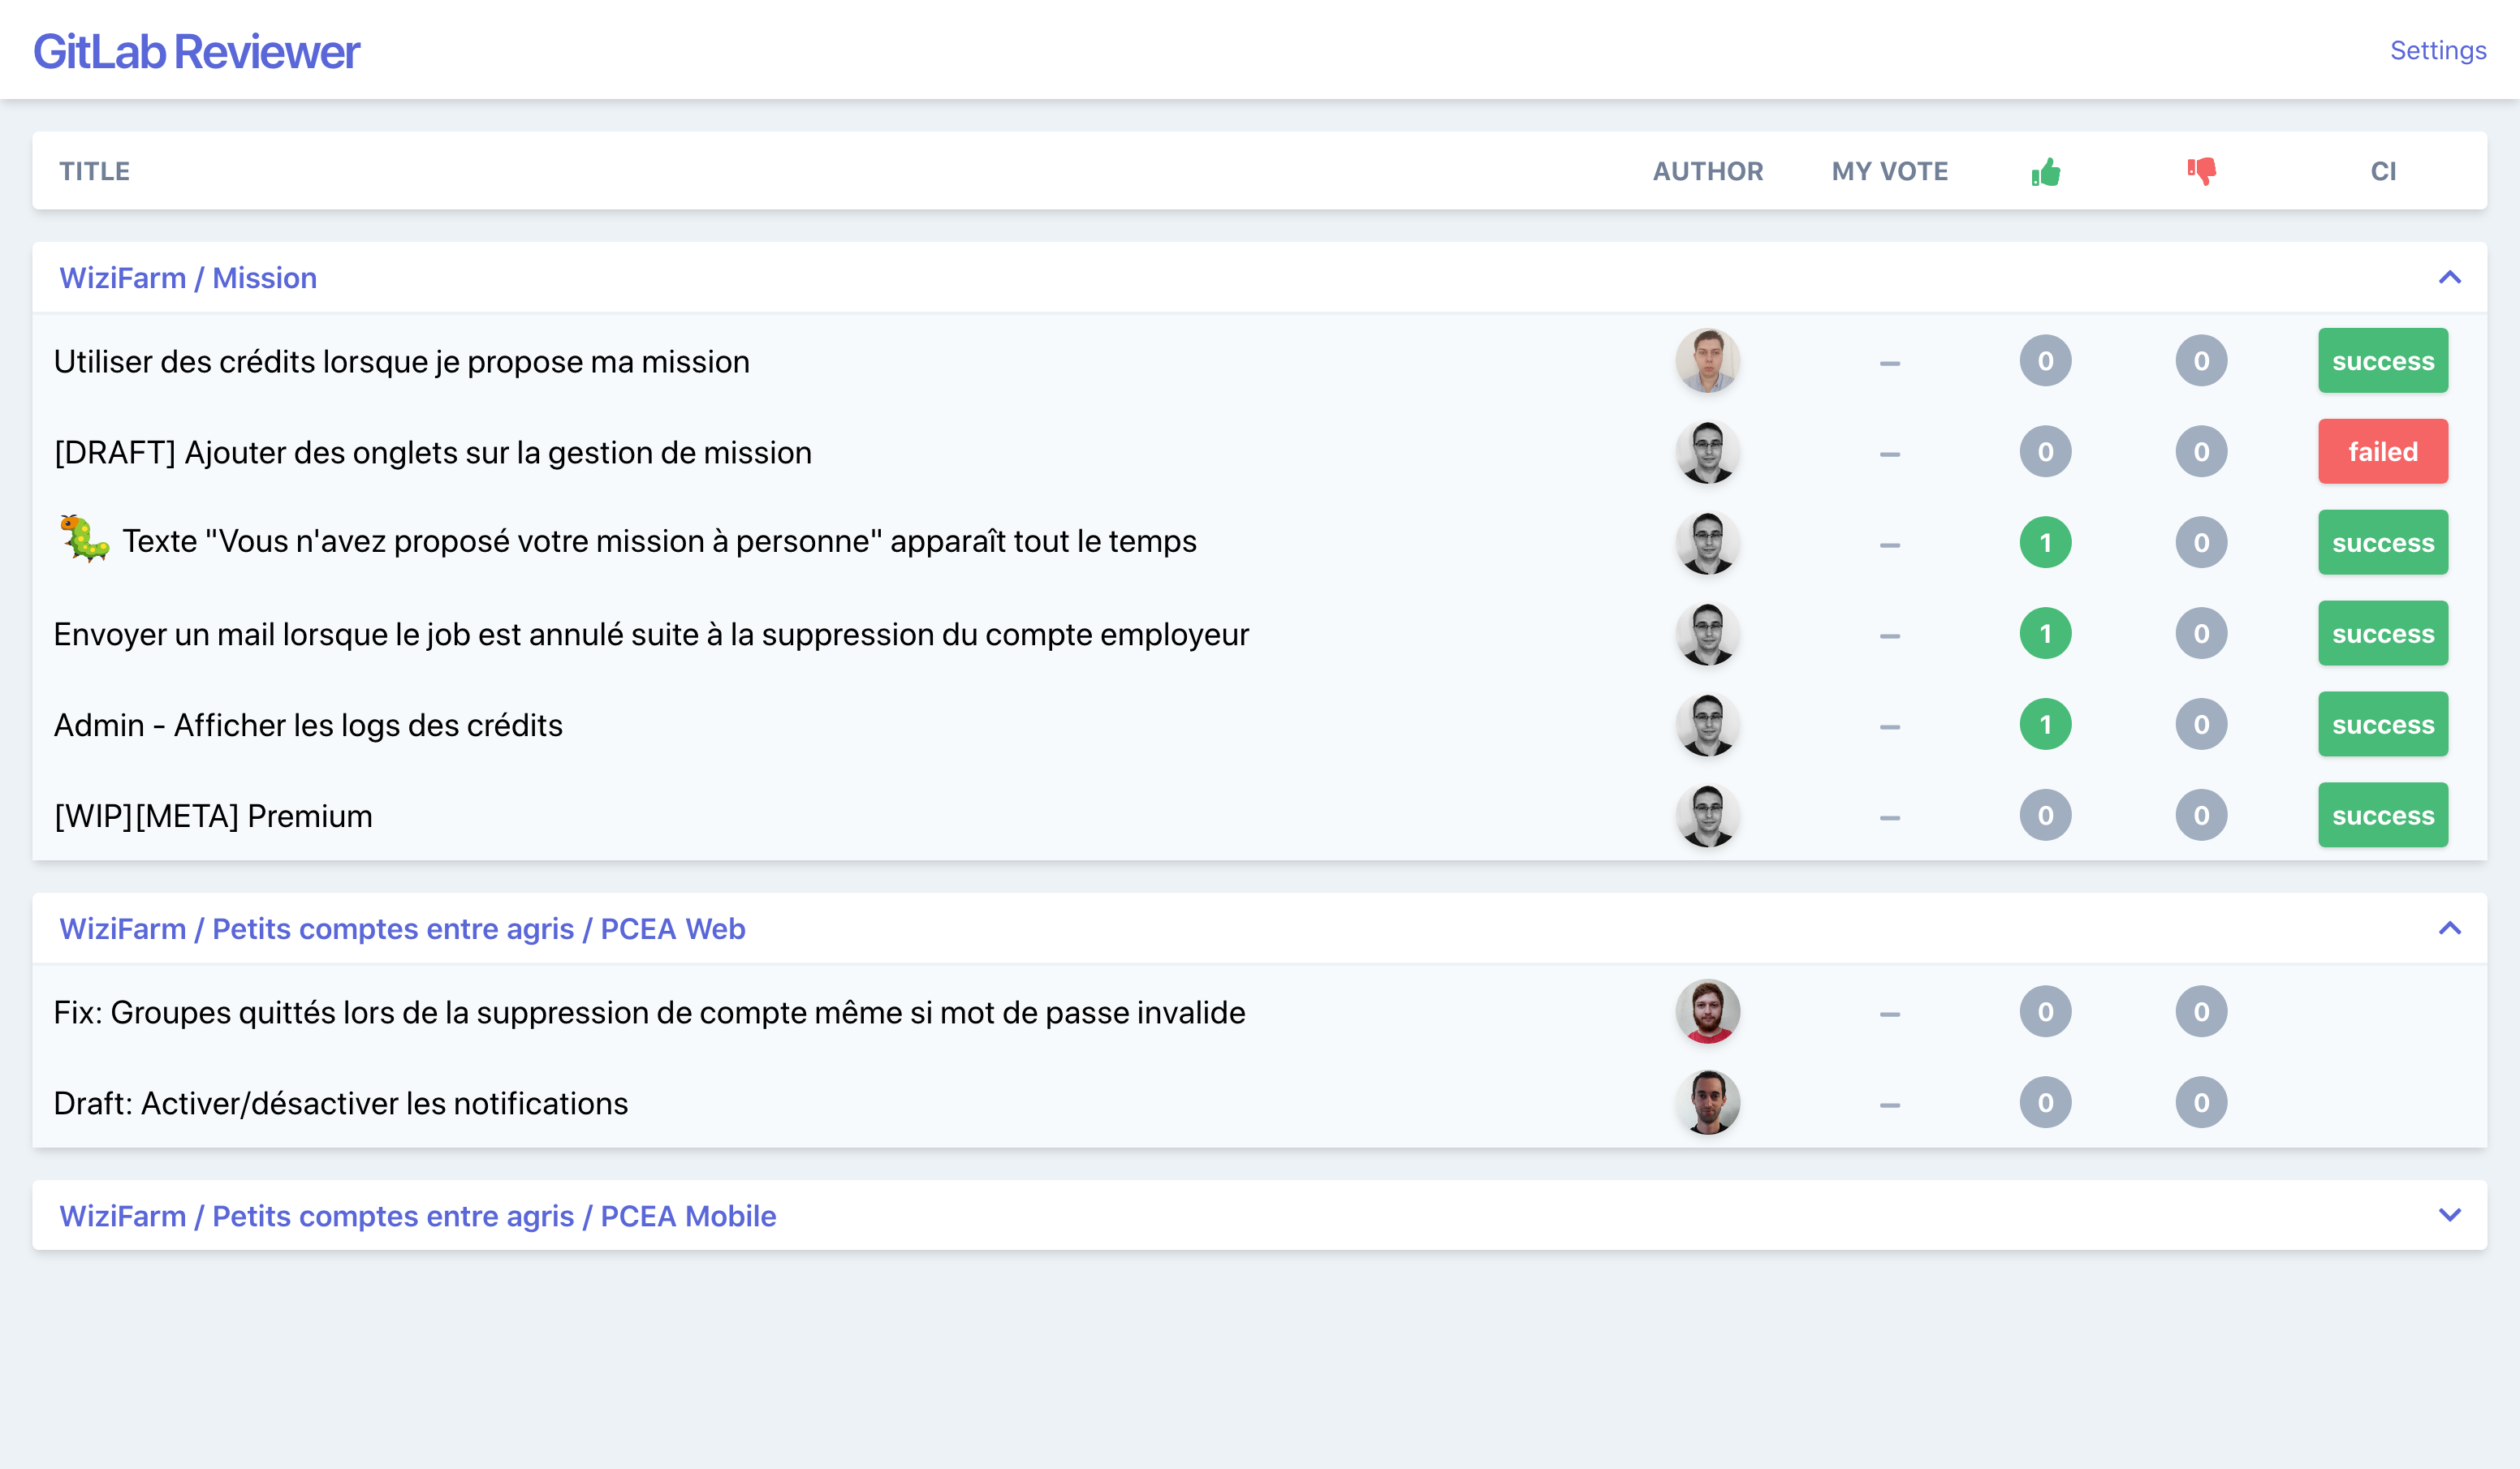 GitLab Reviewer
Settings
TITLE AUTHOR MY VOTE CI
WiziFarm / Mission
Utiliser des crédits lorsque je propose ma mission – 0 0 success
[DRAFT] Ajouter des onglets sur la gestion de mission – 0 0 failed
Texte "Vous n'avez proposé votre mission à personne" apparaît tout le temps – 1 0 success
Envoyer un mail lorsque le job est annulé suite à la suppression du compte employeur – 1 0 success
Admin - Afficher les logs des crédits – 1 0 success
[WIP][META] Premium – 0 0 success
WiziFarm / Petits comptes entre agris / PCEA Web
Fix: Groupes quittés lors de la suppression de compte même si mot de passe invalide – 0 0
Draft: Activer/désactiver les notifications – 0 0
WiziFarm / Petits comptes entre agris / PCEA Mobile